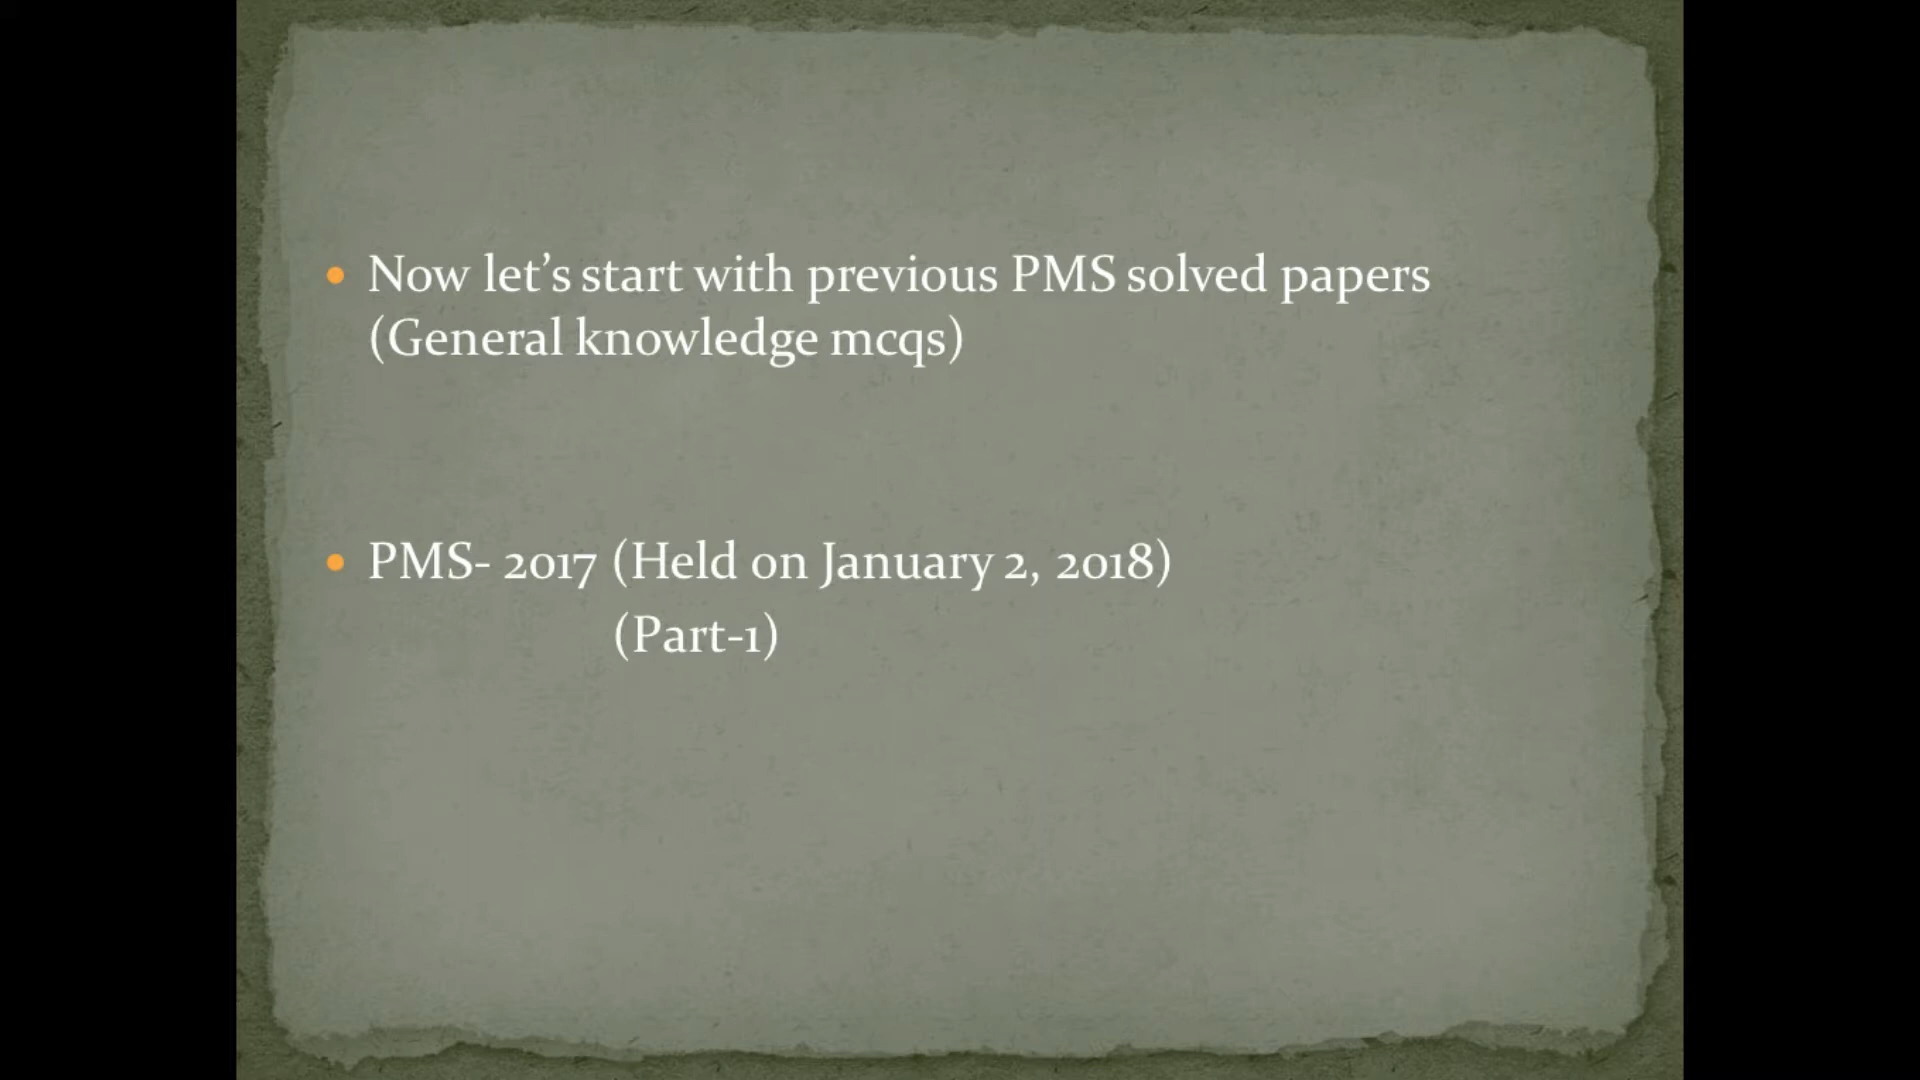 Now let's start with previous PMS solved papers
(General knowledge mcqs)
PMS- 2017 (Held on January 2, 2018)
(Part-1)